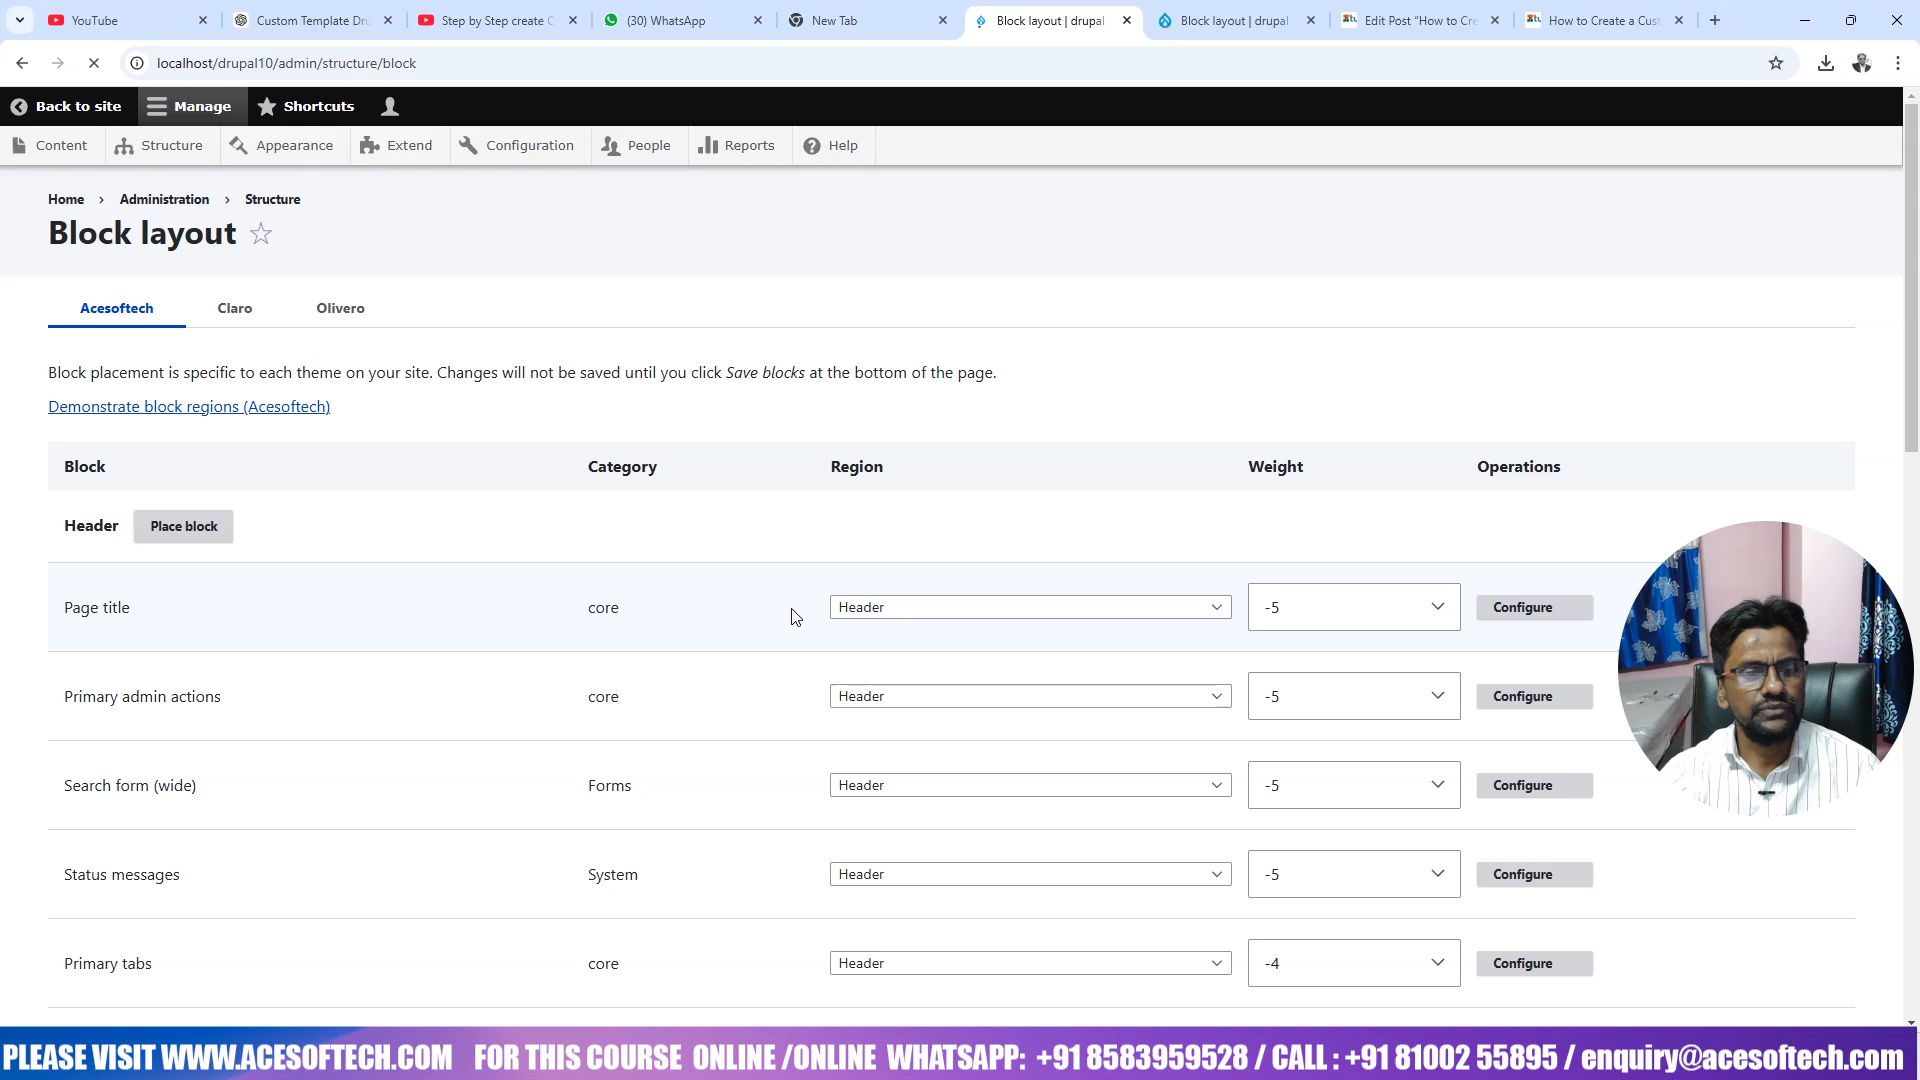 YouTube
Custom Template Dru
Step by Step create C
(30) WhatsApp
New Tab
Block layout | drupal
Block layout | drupal
Edit Post “How to Cre
How to Create a Cust
localhost/drupal10/admin/structure/block
Back to site
Manage
Shortcuts
Content
Structure
Appearance
Extend
Configuration
People
Reports
Help
Home > Administration > Structure
Block layout
Acesoftech
Claro
Olivero
Block placement is specific to each theme on your site. Changes will not be saved until you click Save blocks at the bottom of the page.
Demonstrate block regions (Acesoftech)
Block Category Region Weight Operations
Header Place block
Page title core Header -5 Configure
Primary admin actions core Header -5 Configure
Search form (wide) Forms Header -5 Configure
Status messages System Header -5 Configure
Primary tabs core Header -4 Configure
PLEASE VISIT WWW.ACESOFTECH.COM FOR THIS COURSE ONLINE /ONLINE WHATSAPP: +91 8583959528 / CALL : +91 81002 55895 / enquiry@acesoftech.com